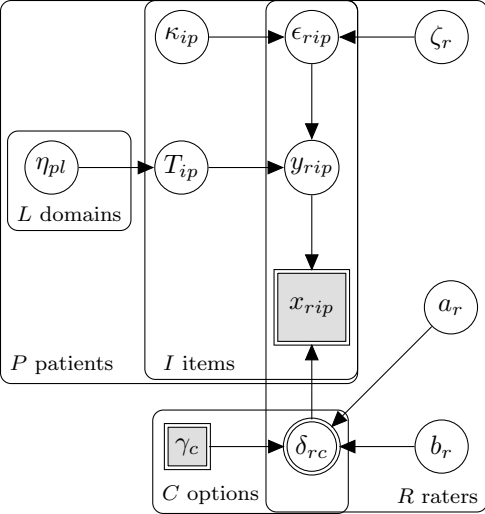 κ_ip ϵ_rip ζ_r
η_pl T_ip y_rip
L domains
x_rip a_r
P patients I items
γ_c δ_rc b_r
C options R raters